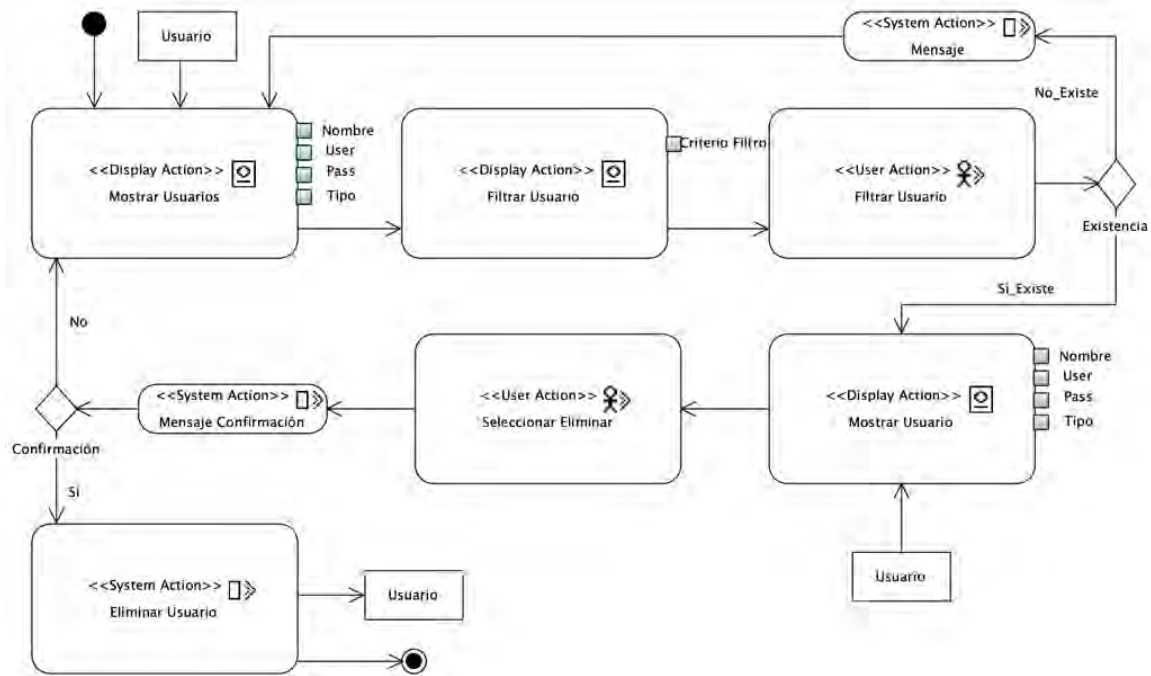 Usuario
<<System Action>>
Mensaje
No_Existe
<<Display Action>>
Mostrar Usuarios
Nombre
User
Pass
Tipo
<<Display Action>>
Filtrar Usuario
Criterio Filtro
<<User Action>>
Filtrar Usuario
Existencia
Si_Existe
No
<<System Action>>
Mensaje Confirmación
Confirmación
Si
<<User Action>>
Seleccionar Eliminar
<<Display Action>>
Mostrar Usuario
Nombre
User
Pass
Tipo
<<System Action>>
Eliminar Usuario
Usuario
Usuario